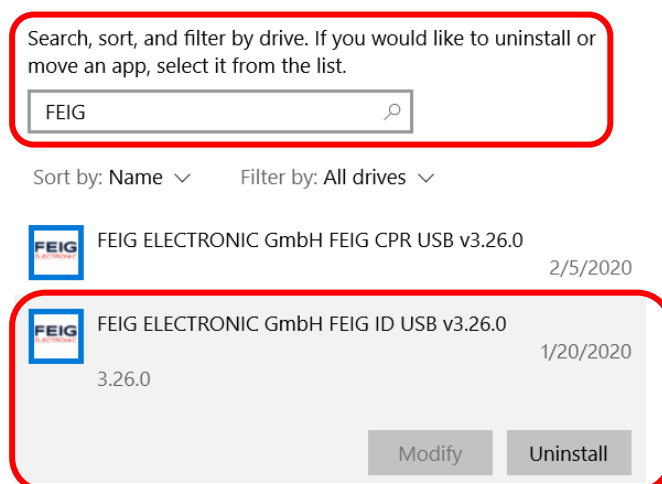 Search, sort, and filter by drive. If you would like to uninstall or
move an app, select it from the list.
FEIG
Sort by: Name Filter by: All drives
FEIG
ELECTRONIC
FEIG ELECTRONIC GmbH FEIG CPR USB v3.26.0
2/5/2020
FEIG
ELECTRONIC
FEIG ELECTRONIC GmbH FEIG ID USB v3.26.0
1/20/2020
3.26.0
Modify Uninstall